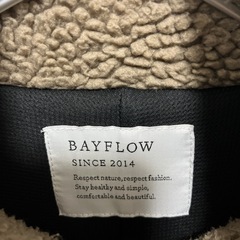 BAYFLOW
SINCE 2014
Respect nature, respect fashion.
Stay healthy and simple,
comfortable and beautiful.